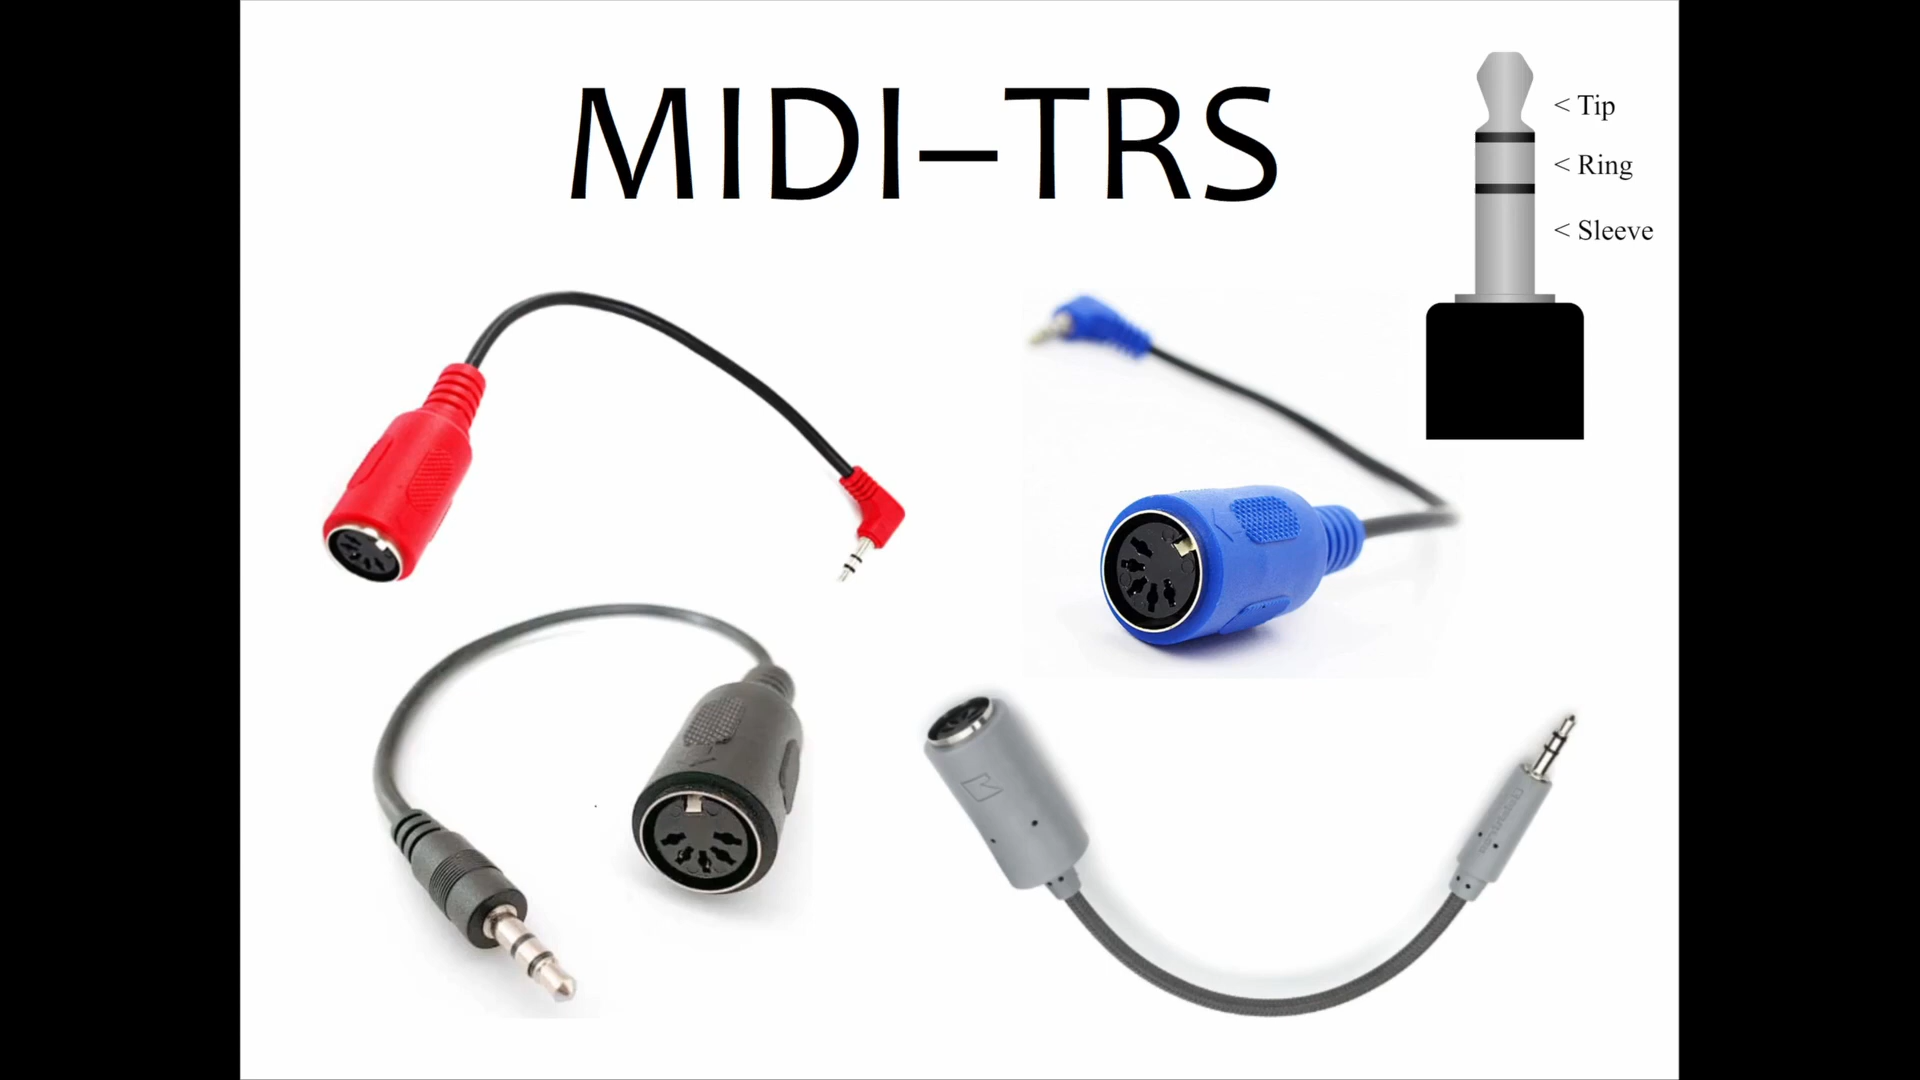 MIDI–TRS
< Tip
< Ring
< Sleeve